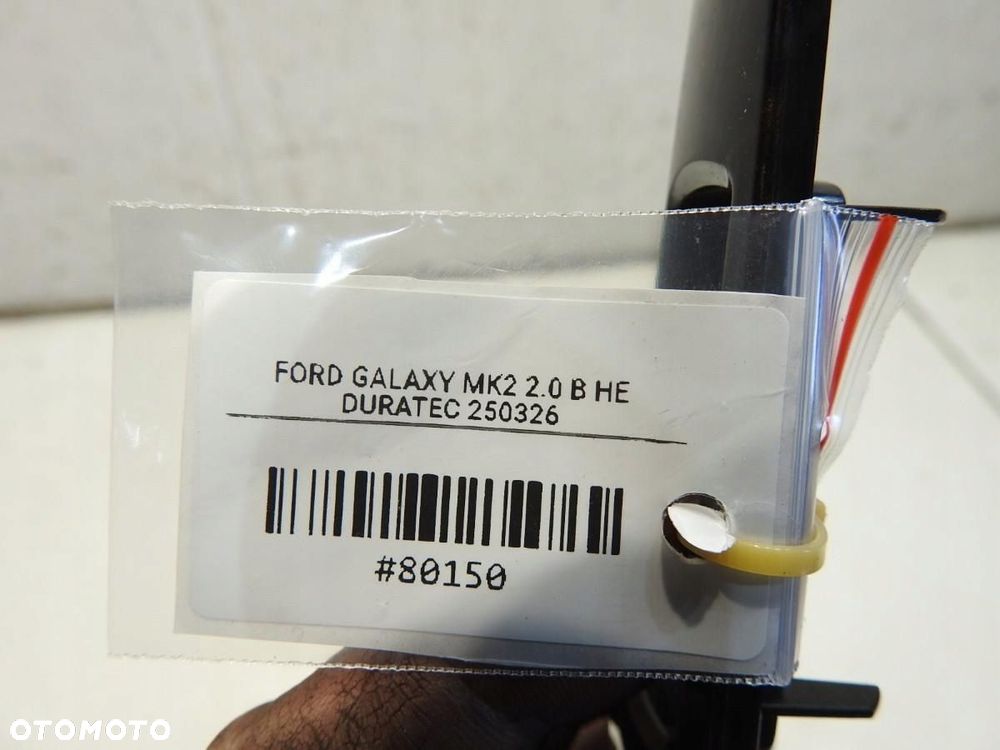 FORD GALAXY MK2 2.0 B HE
DURATEC 250326
#80150
OTOMOTO